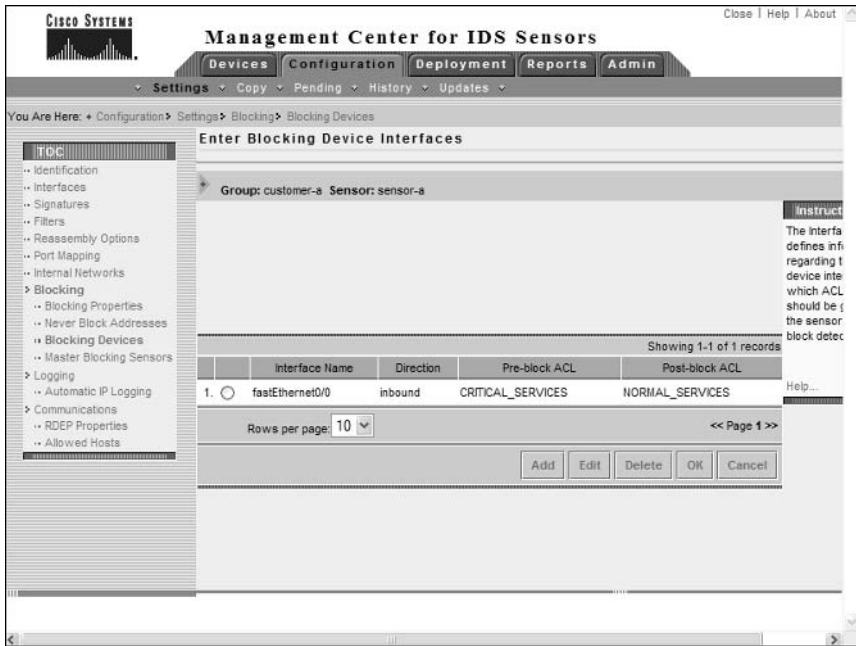 Close | Help | About
CISCO SYSTEMS
Management Center for IDS Sensors
Devices Configuration Deployment Reports Admin
Settings Copy Pending History Updates
You Are Here: Configuration > Settings > Blocking > Blocking Devices
Enter Blocking Device Interfaces
TOC
Identification
Interfaces
Signatures
Filters
Reassembly Options
Port Mapping
Internal Networks
Blocking
Blocking Properties
Never Block Addresses
Blocking Devices
Master Blocking Sensors
Logging
Automatic IP Logging
Communications
RDEP Properties
Allowed Hosts
Group: customer-a Sensor: sensor-a
Showing 1-1 of 1 records
Interface Name Direction Pre-block ACL Post-block ACL
1. fastEthernet0/0 inbound CRITICAL_SERVICES NORMAL_SERVICES
Rows per page: 10 << Page 1 >>
Add Edit Delete OK Cancel
Instruct
The Interfa
defines inf
regarding t
device inte
which ACL
should be
the sensor
block detec
Help...